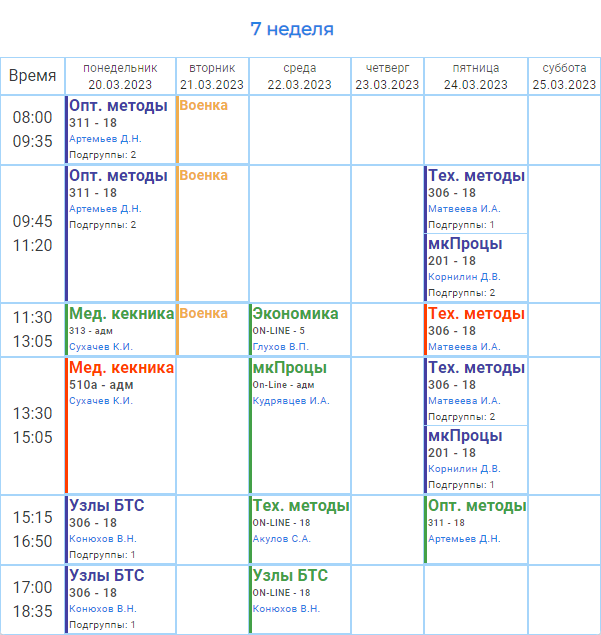 7 неделя
Время
понедельник
20.03.2023
вторник
21.03.2023
среда
22.03.2023
четверг
23.03.2023
пятница
24.03.2023
суббота
25.03.2023
08:00
09:35
Опт. методы
311 - 18
Артемьев Д.Н.
Подгруппы: 2
Военка
09:45
11:20
Опт. методы
311 - 18
Артемьев Д.Н.
Подгруппы: 2
Военка
Тех. методы
306 - 18
Матвеева И.А.
Подгруппы: 1
мкПроцы
201 - 18
Корнилин Д.В.
Подгруппы: 2
11:30
13:05
Мед. кекника
313 - адм
Сухачев К.И.
Военка
Экономика
ON-LINE - 5
Глухов В.П.
Тех. методы
306 - 18
Матвеева И.А.
13:30
15:05
Мед. кекника
510а - адм
Сухачев К.И.
мкПроцы
On-Line - адм
Кудрявцев И.А.
Тех. методы
306 - 18
Матвеева И.А.
Подгруппы: 2
мкПроцы
201 - 18
Корнилин Д.В.
Подгруппы: 1
15:15
16:50
Узлы БТС
306 - 18
Конюхов В.Н.
Подгруппы: 1
Тех. методы
ON-LINE - 18
Акулов С.А.
Опт. методы
311 - 18
Артемьев Д.Н.
17:00
18:35
Узлы БТС
306 - 18
Конюхов В.Н.
Подгруппы: 1
Узлы БТС
ON-LINE - 18
Конюхов В.Н.